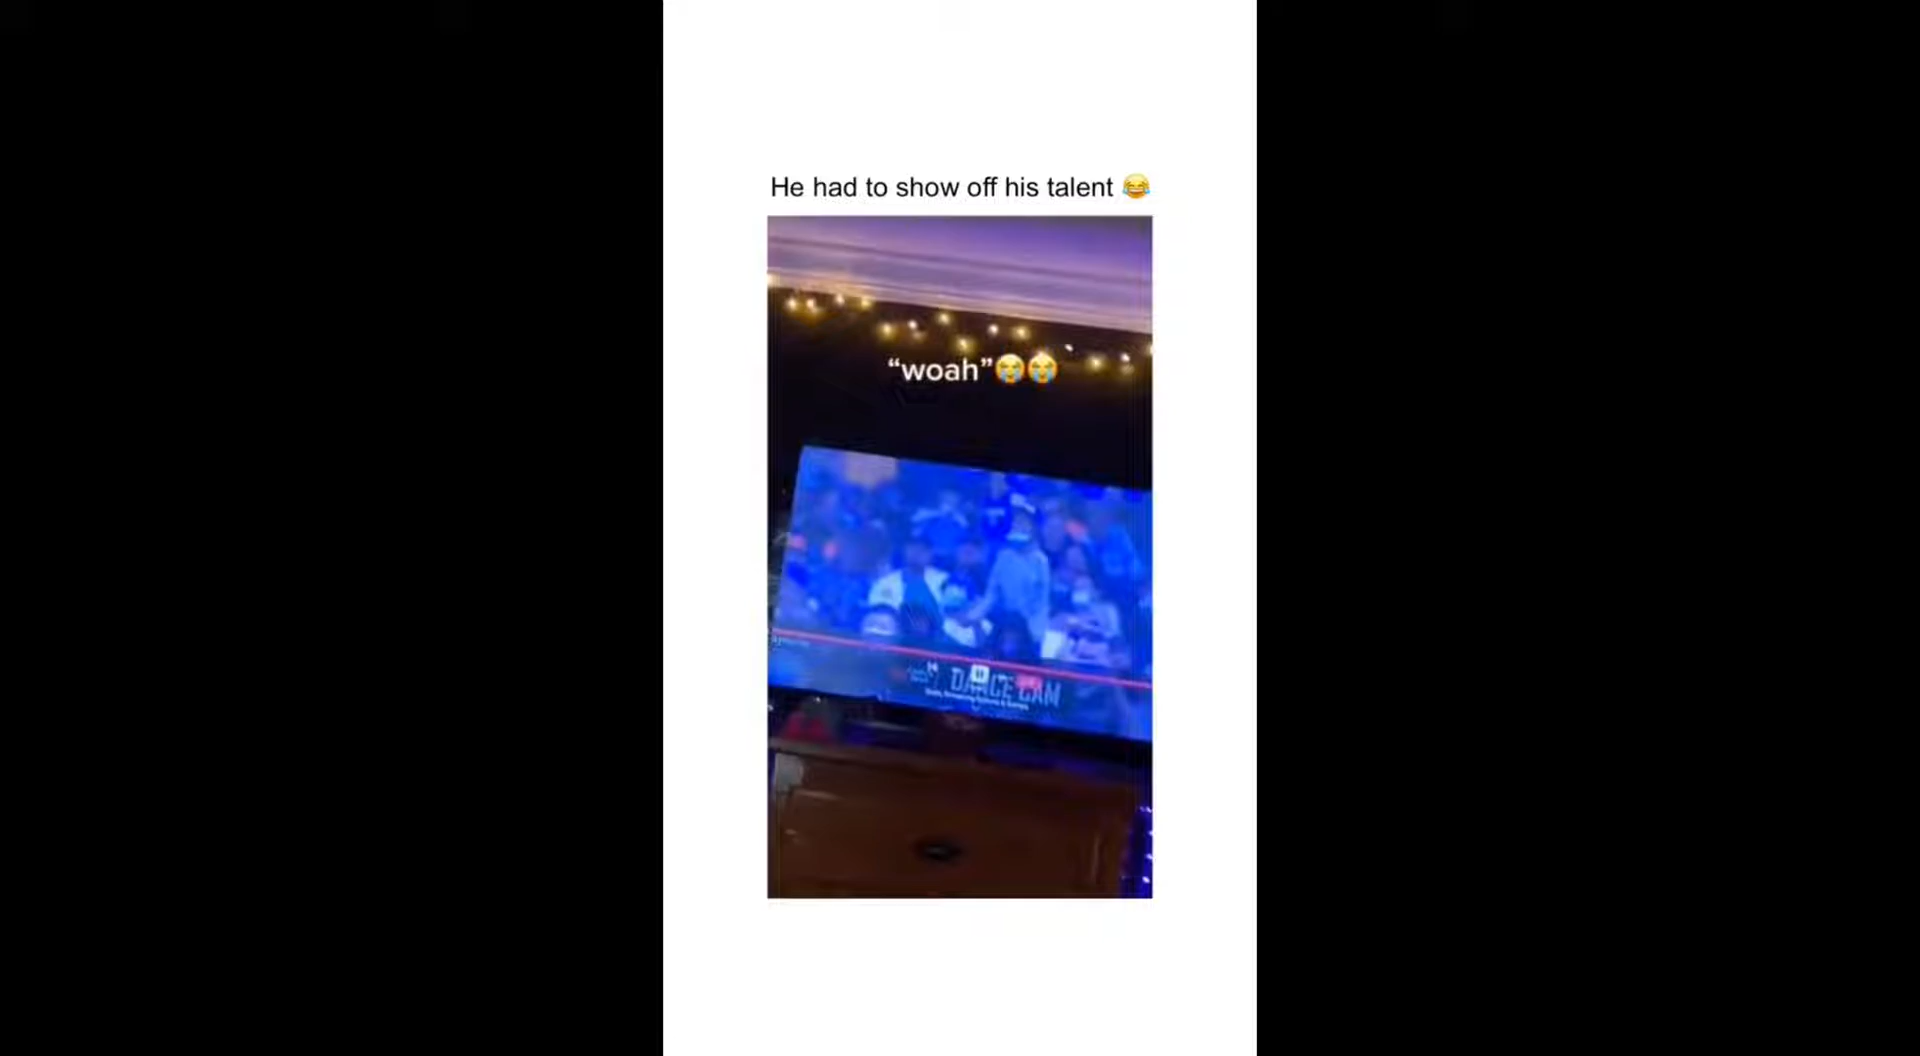 He had to show off his talent 😂
“woah”😭😭
DANCE CAM